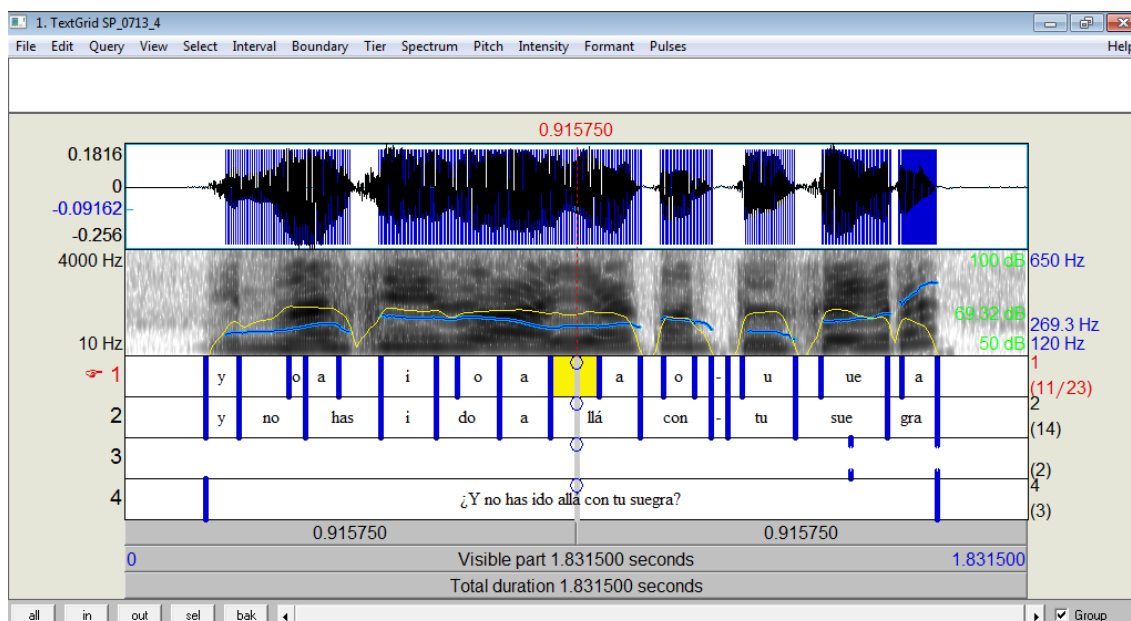 1. TextGrid SP_0713_4
File Edit Query View Select Interval Boundary Tier Spectrum Pitch Intensity Formant Pulses Help
0.915750
0.1816
0
-0.09162
-0.256
4000 Hz 100 dB 650 Hz
69.32 dB 269.3 Hz
10 Hz 50 dB 120 Hz
☞ 1 y o a i o a a o - u ue a 1 (11/23)
2 y no has i do a llá con - tu sue gra 2 (14)
3 (2)
4 ¿Y no has ido allá con tu suegra? 4 (3)
0.915750 0.915750
0 Visible part 1.831500 seconds 1.831500
Total duration 1.831500 seconds
all in out sel bak Group